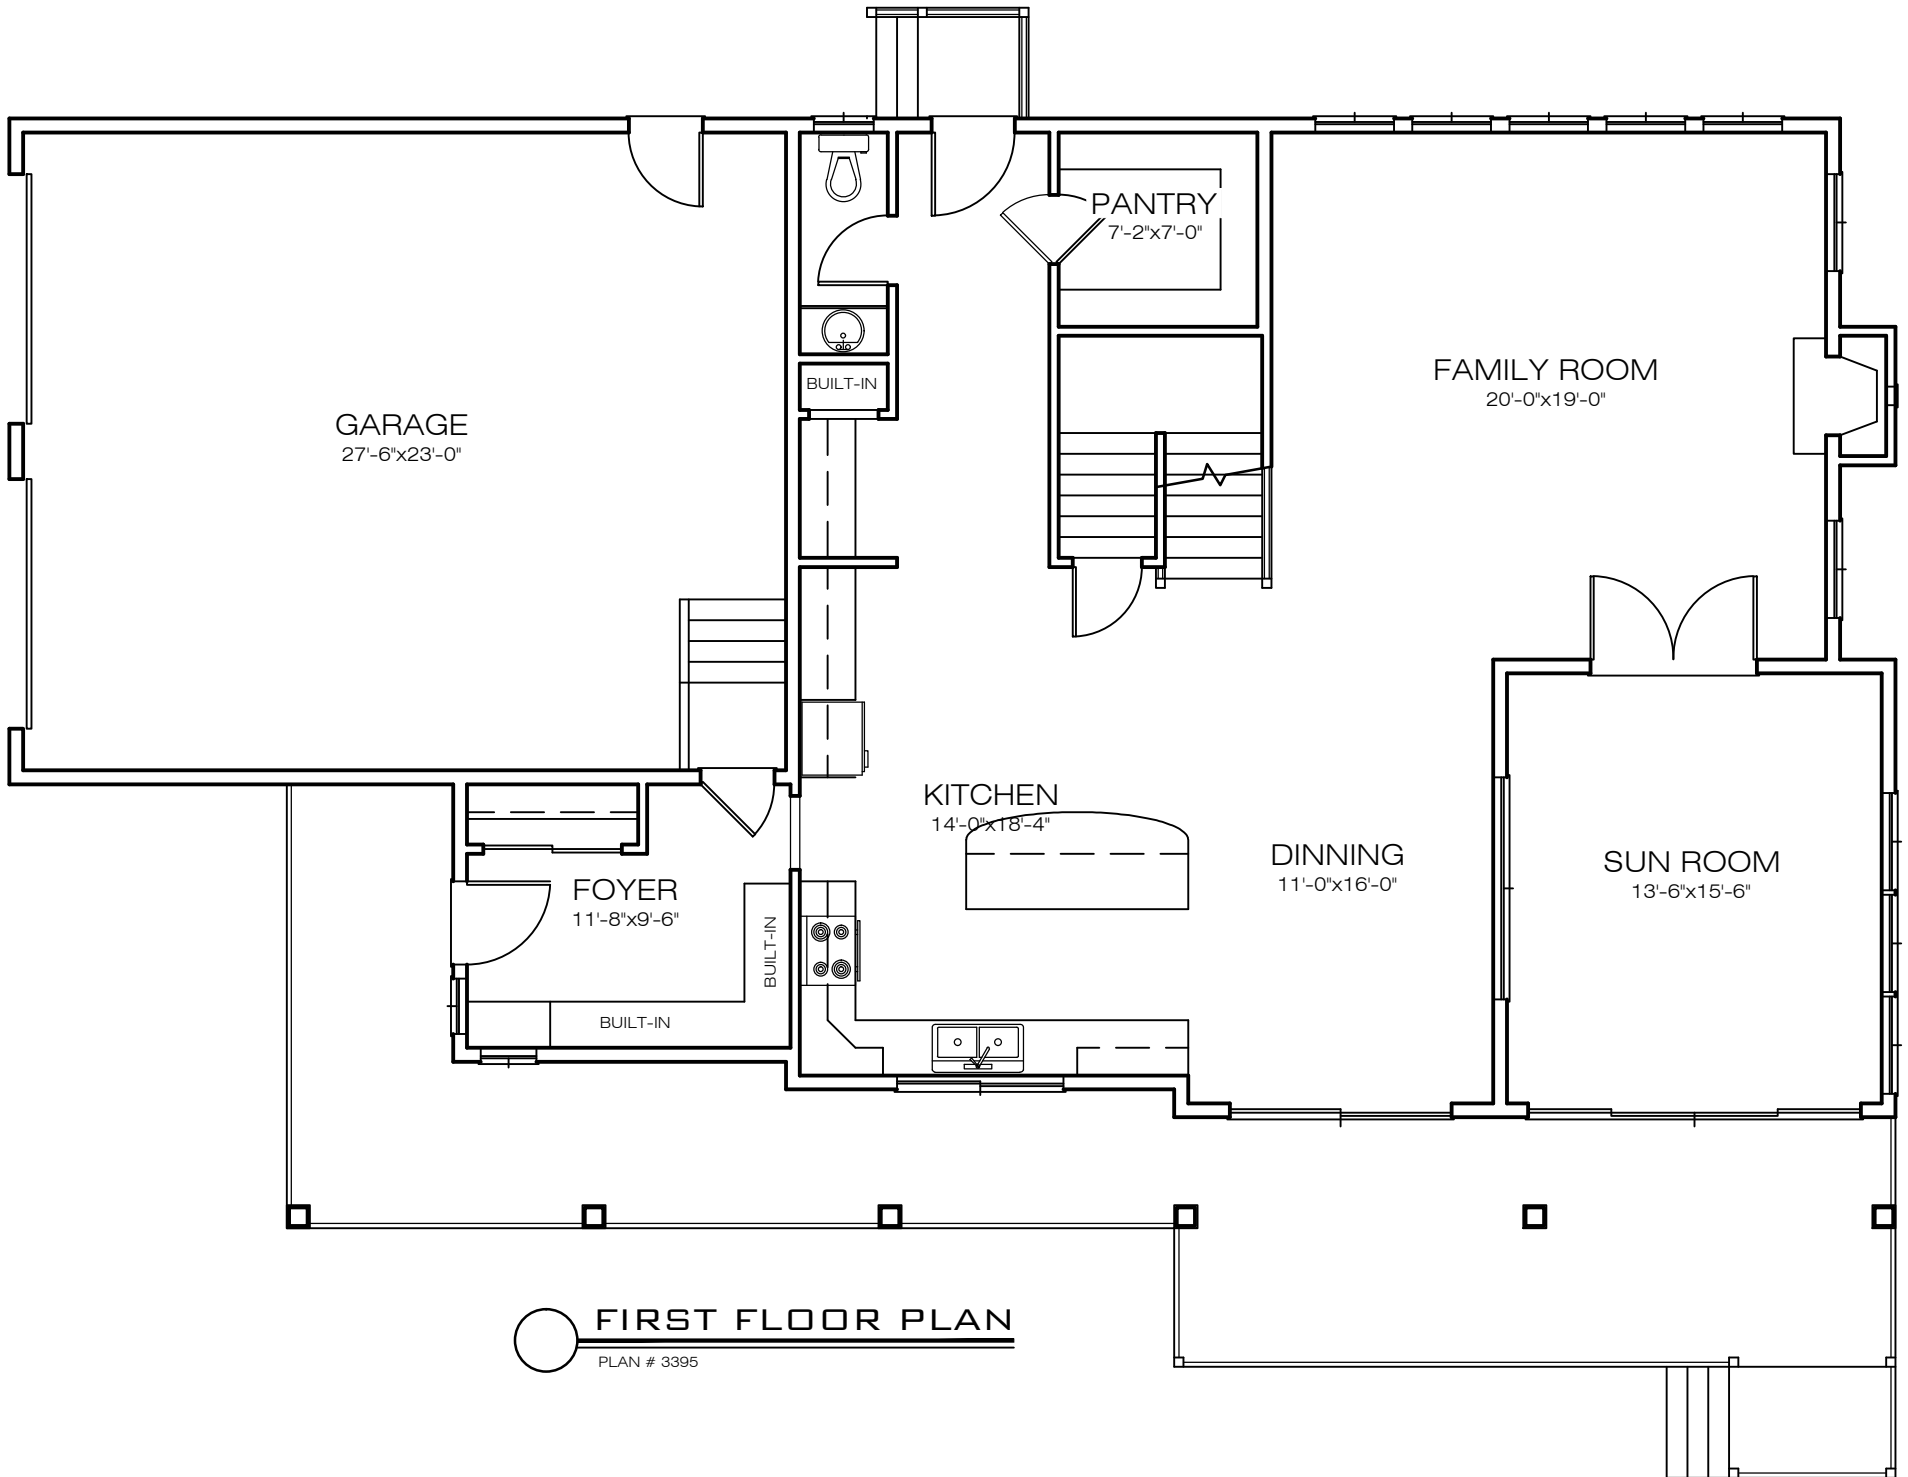 PANTRY
7'-2"x7'-0"
BUILT-IN
FAMILY ROOM
20'-0"x19'-0"
GARAGE
27'-6"x23'-0"
KITCHEN
14'-0"x18'-4"
DINNING
11'-0"x16'-0"
SUN ROOM
13'-6"x15'-6"
FOYER
11'-8"x9'-6"
BUILT-IN
BUILT-IN
FIRST FLOOR PLAN
PLAN # 3395